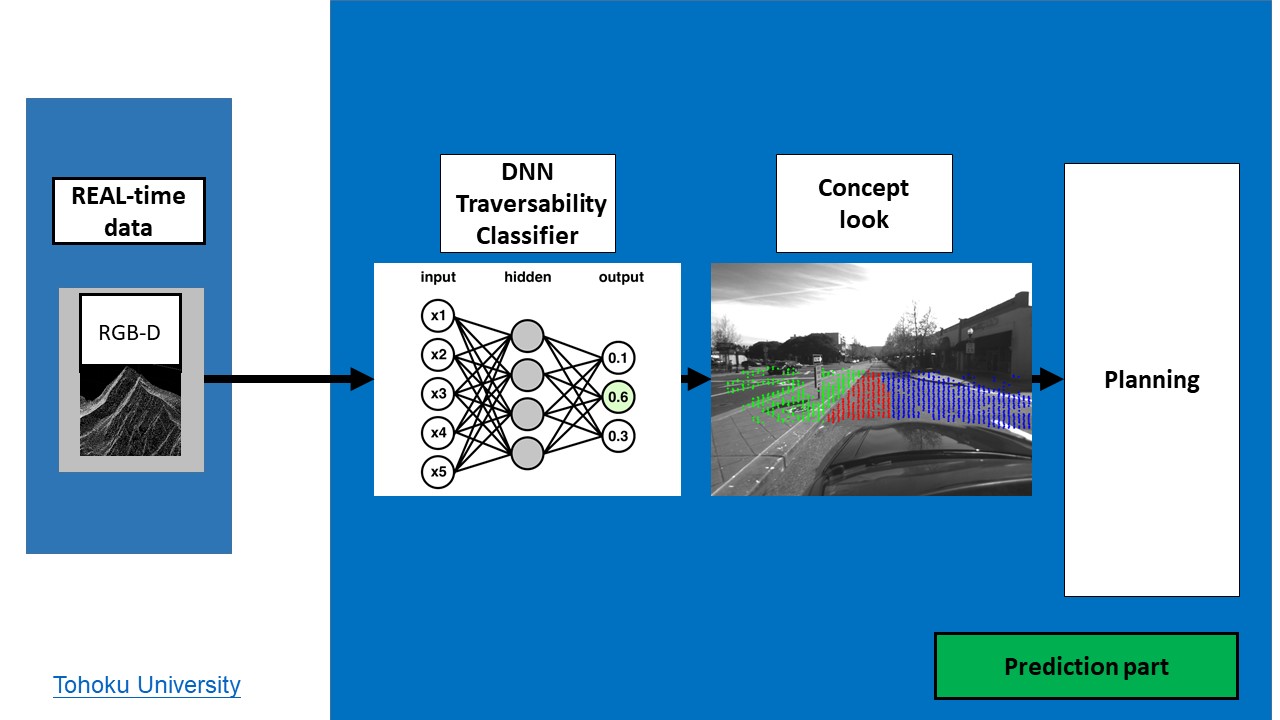 REAL-time
data
RGB-D
DNN
Traversability
Classifier
input
hidden
output
x1
x2
x3
x4
x5
0.1
0.6
0.3
Concept
look
Planning
Prediction part
Tohoku University